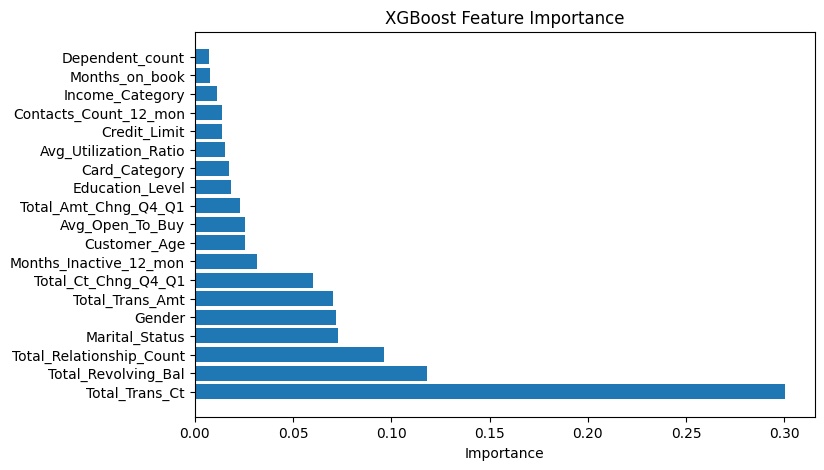 XGBoost Feature Importance
Dependent_count
Months_on_book
Income_Category
Contacts_Count_12_mon
Credit_Limit
Avg_Utilization_Ratio
Card_Category
Education_Level
Total_Amt_Chng_Q4_Q1
Avg_Open_To_Buy
Customer_Age
Months_Inactive_12_mon
Total_Ct_Chng_Q4_Q1
Total_Trans_Amt
Gender
Marital_Status
Total_Relationship_Count
Total_Revolving_Bal
Total_Trans_Ct
0.00 0.05 0.10 0.15 0.20 0.25 0.30
Importance